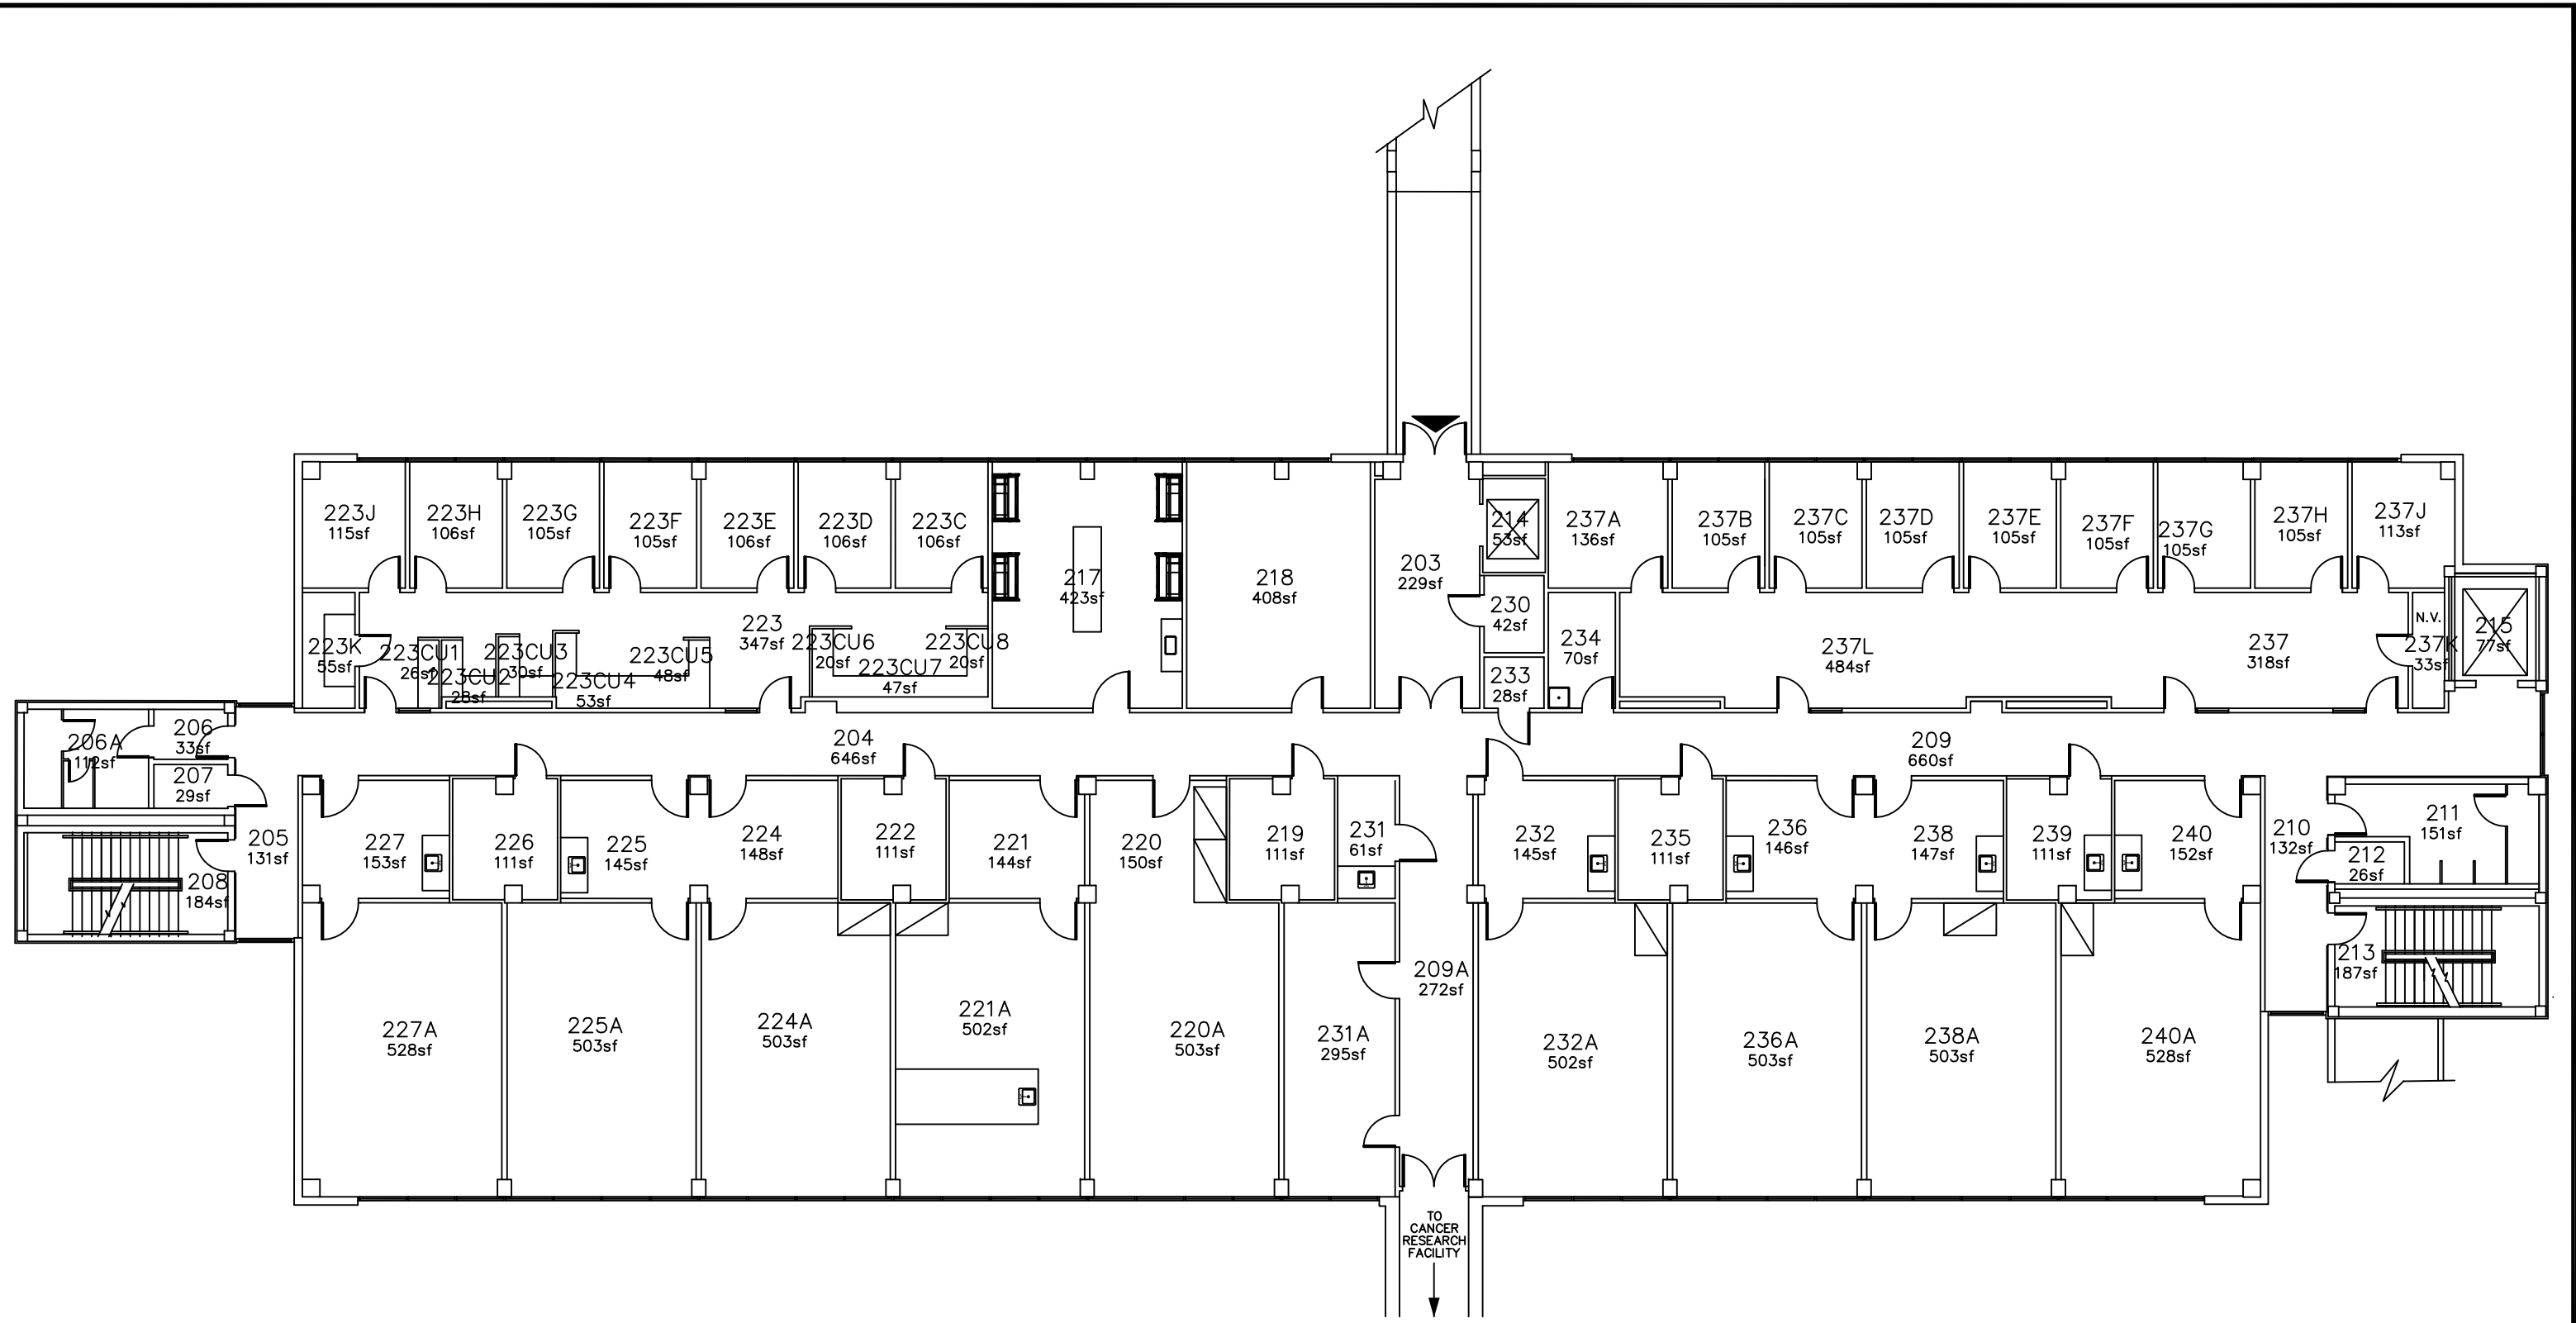 223J
115sf
223H
106sf
223G
105sf
223F
105sf
223E
106sf
223D
106sf
223C
106sf
217
423sf
218
408sf
203
229sf
214
53sf
230
42sf
233
28sf
234
70sf
237A
136sf
237B
105sf
237C
105sf
237D
105sf
237E
105sf
237F
105sf
237G
105sf
237H
105sf
237J
113sf
N.V.
237K
33sf
215
77sf
223K
55sf
223CU1
26sf
223CU2
28sf
223CU3
30sf
223CU4
53sf
223CU5
48sf
223
347sf
223CU6
20sf
223CU7
47sf
223CU8
20sf
237L
484sf
237
318sf
206A
112sf
206
33sf
207
29sf
204
646sf
209
660sf
205
131sf
208
184sf
227
153sf
226
111sf
225
145sf
224
148sf
222
111sf
221
144sf
220
150sf
219
111sf
231
61sf
232
145sf
235
111sf
236
146sf
238
147sf
239
111sf
240
152sf
210
132sf
211
151sf
212
26sf
213
187sf
227A
528sf
225A
503sf
224A
503sf
221A
502sf
220A
503sf
231A
295sf
209A
272sf
232A
502sf
236A
503sf
238A
503sf
240A
528sf
TO
CANCER
RESEARCH
FACILITY